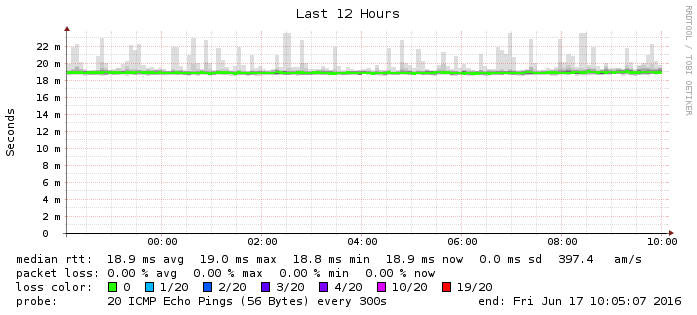 Last 12 Hours
RRDTOOL / TOBI OETIKER
Seconds
22 m
20 m
18 m
16 m
14 m
12 m
10 m
8 m
6 m
4 m
2 m
0
00:00 02:00 04:00 06:00 08:00 10:00
median rtt: 18.9 ms avg 19.0 ms max 18.8 ms min 18.9 ms now 0.0 ms sd 397.4 am/s
packet loss: 0.00 % avg 0.00 % max 0.00 % min 0.00 % now
loss color: 0 1/20 2/20 3/20 4/20 10/20 19/20
probe: 20 ICMP Echo Pings (56 Bytes) every 300s end: Fri Jun 17 10:05:07 2016